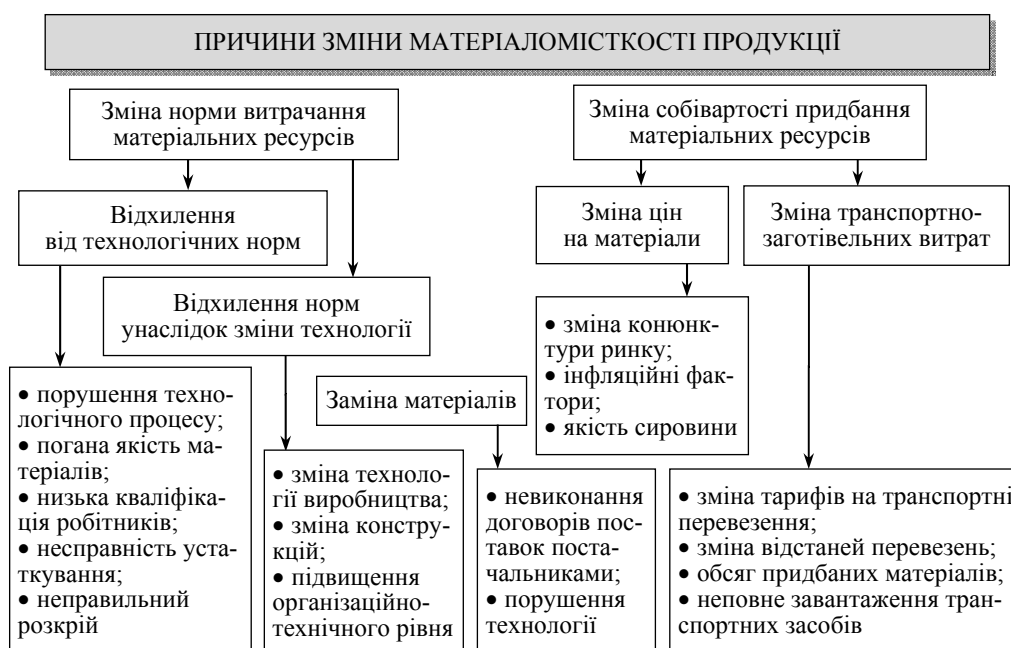 ПРИЧИНИ ЗМІНИ МАТЕРІАЛОМІСТКОСТІ ПРОДУКЦІЇ
Зміна норми витрачання
матеріальних ресурсів
Зміна собівартості придбання
матеріальних ресурсів
Відхилення
від технологічних норм
Зміна цін
на матеріали
Зміна транспортно-
заготівельних витрат
Відхилення норм
унаслідок зміни технології
• зміна конюнк-
тури ринку;
• інфляційні фак-
тори;
• якість сировини
Заміна матеріалів
• порушення техно-
логічного процесу;
• погана якість ма-
теріалів;
• низька кваліфіка-
ція робітників;
• несправність уста-
ткування;
• неправильний
розкрій
• зміна техноло-
гії виробництва;
• зміна констру-
кцій;
• підвищення
організаційно-
технічного рівня
• невиконання
договорів пос-
тавок поста-
чальниками;
• порушення
технології
• зміна тарифів на транспортні
перевезення;
• зміна відстаней перевезень;
• обсяг придбаних матеріалів;
• неповне завантаження тран-
спортних засобів